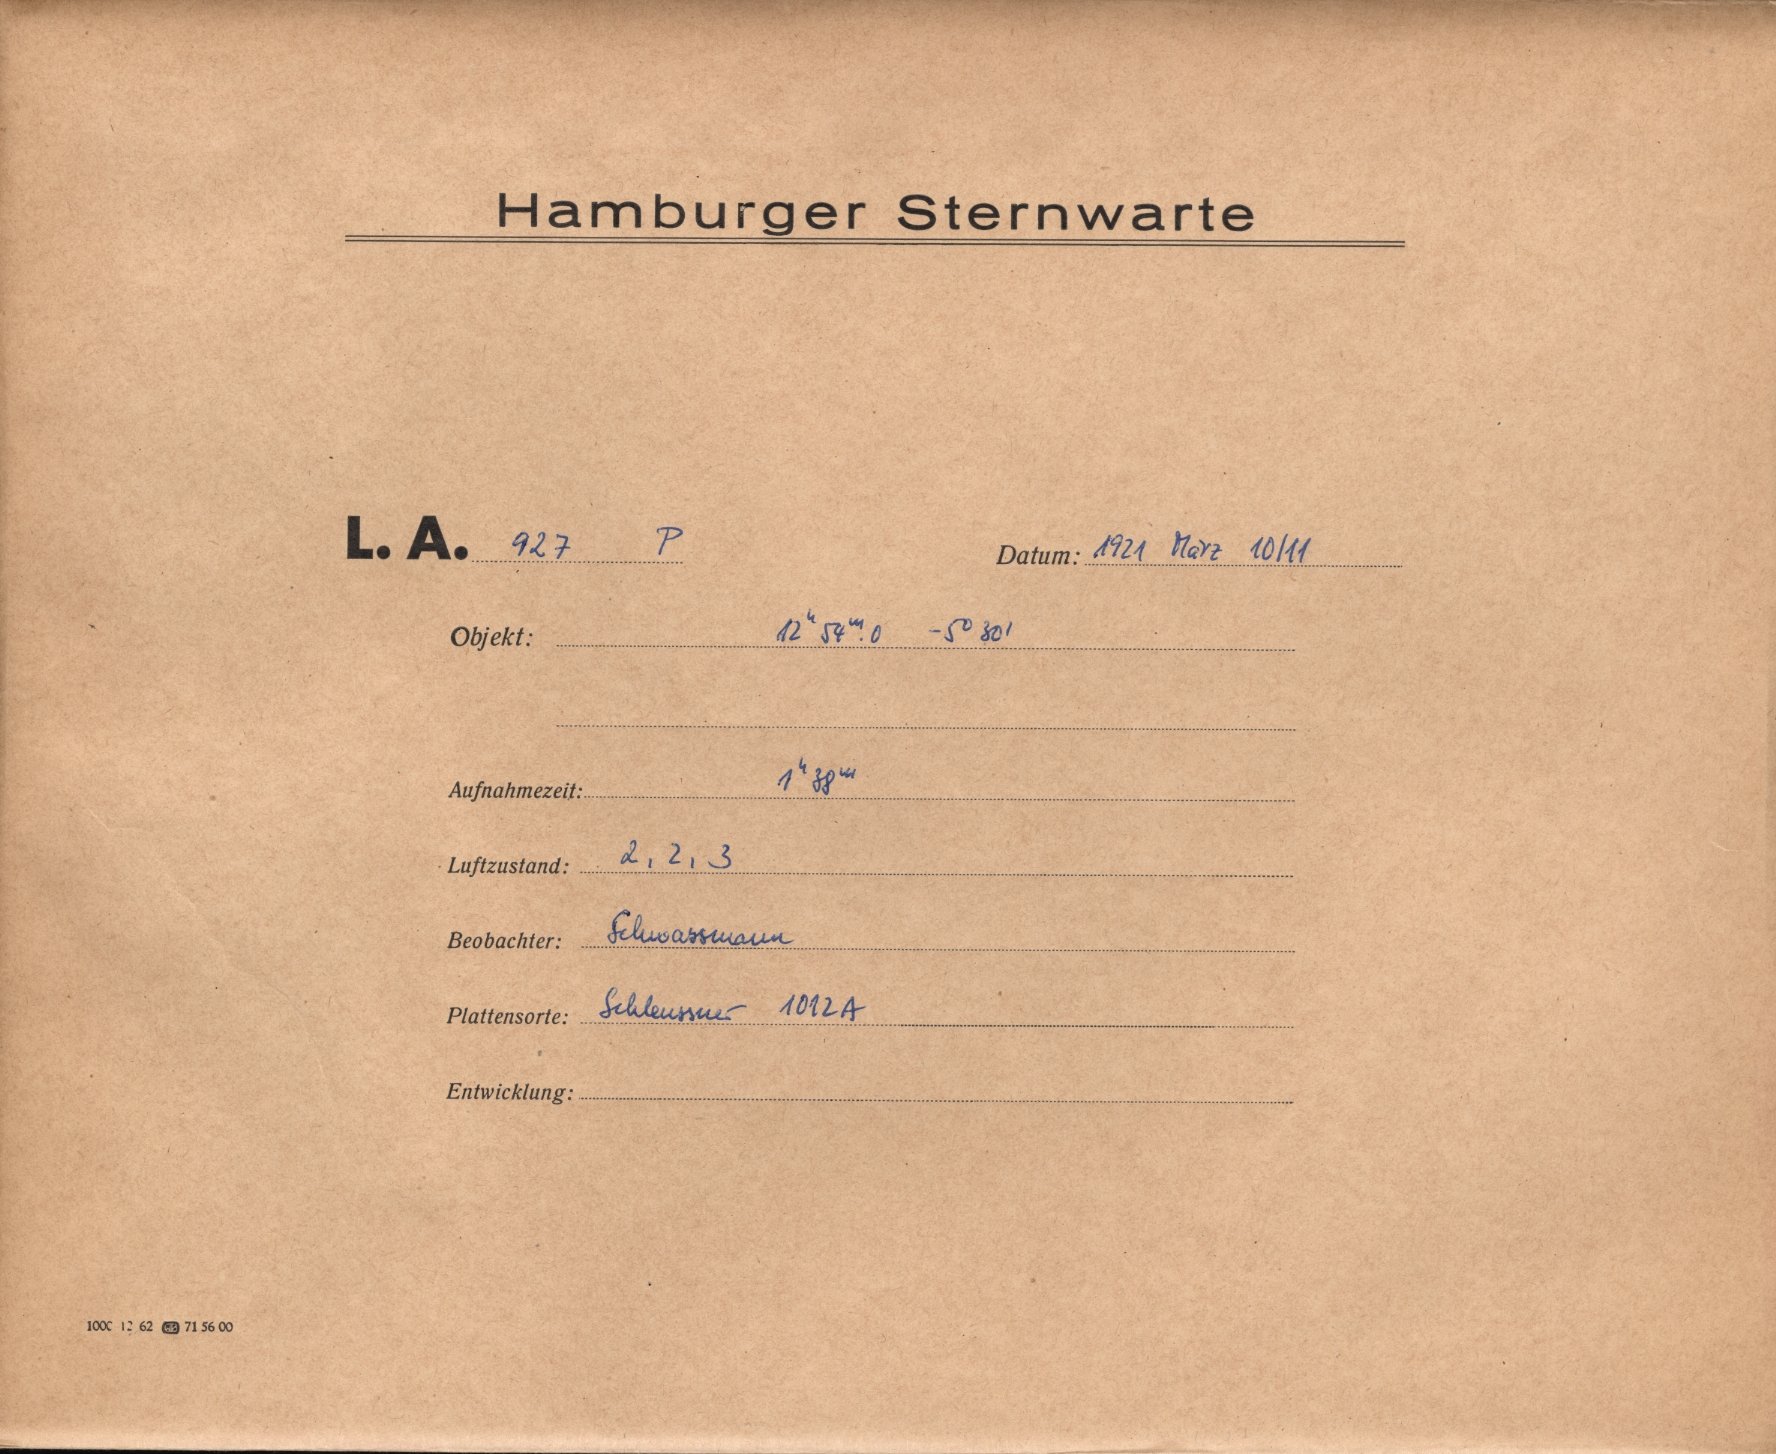 Hamburger Sternwarte
L. A. 927 P Datum: 1921 März 10/11
Objekt: 12ʰ 54ᵐ.0 -5⁰ 30'
Aufnahmezeit: 1ʰ 38ᵐ
Luftzustand: 2, 2, 3
Beobachter: Schwassmann
Plattensorte: Schleussner 1012A
Entwicklung:
1000 12 62 71 56 00